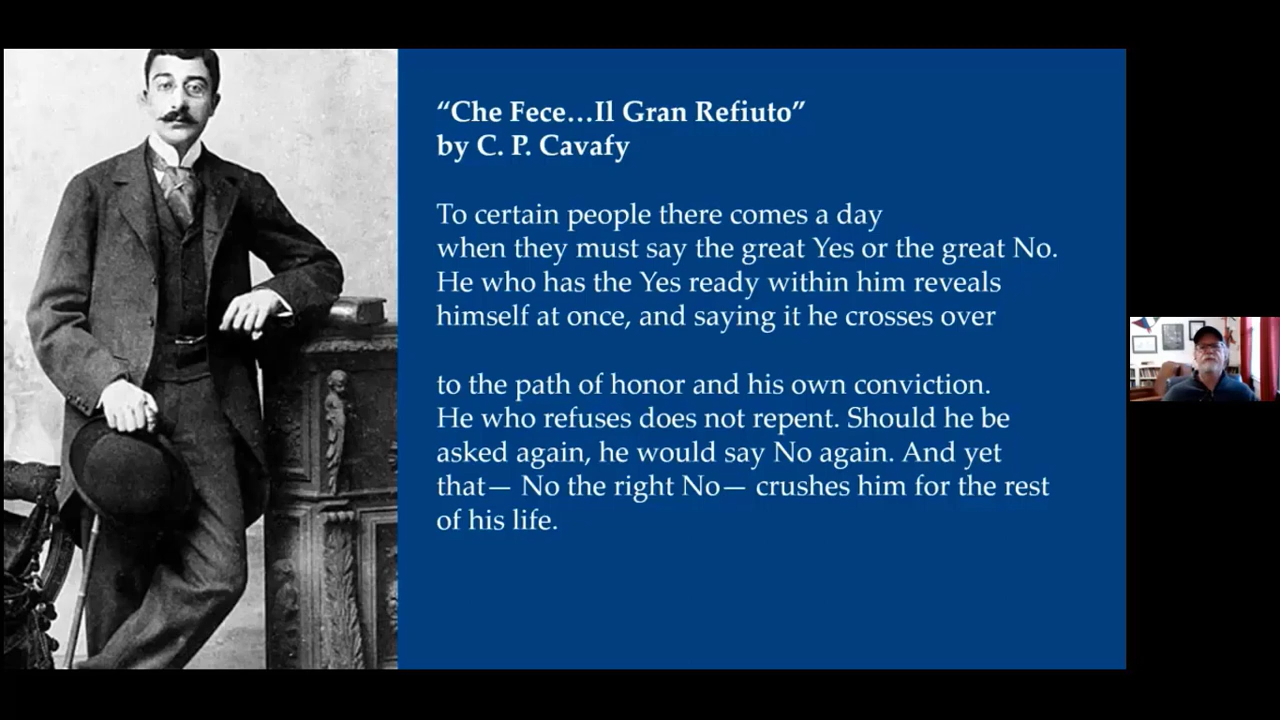 “Che Fece…Il Gran Refiuto”
by C. P. Cavafy
To certain people there comes a day
when they must say the great Yes or the great No.
He who has the Yes ready within him reveals
himself at once, and saying it he crosses over
to the path of honor and his own conviction.
He who refuses does not repent. Should he be
asked again, he would say No again. And yet
that— No the right No— crushes him for the rest
of his life.